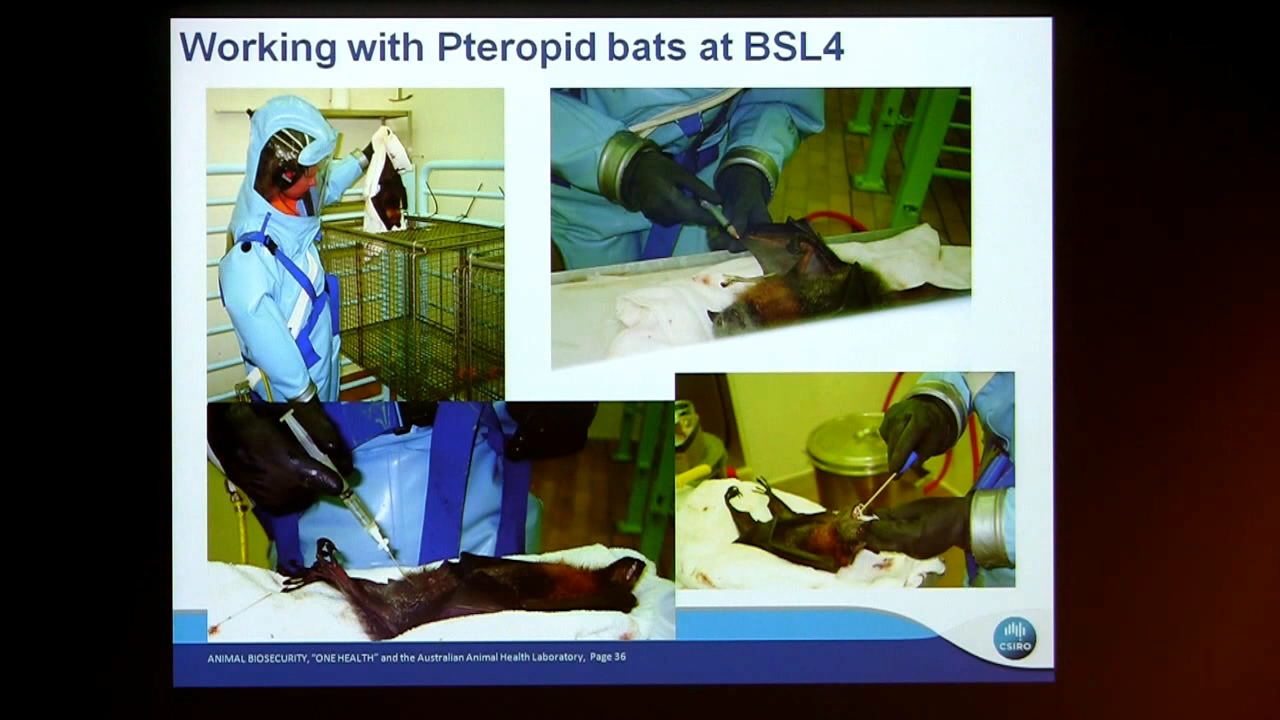 Working with Pteropid bats at BSL4
CSIRO
ANIMAL BIOSECURITY, "ONE HEALTH" and the Australian Animal Health Laboratory, Page 36